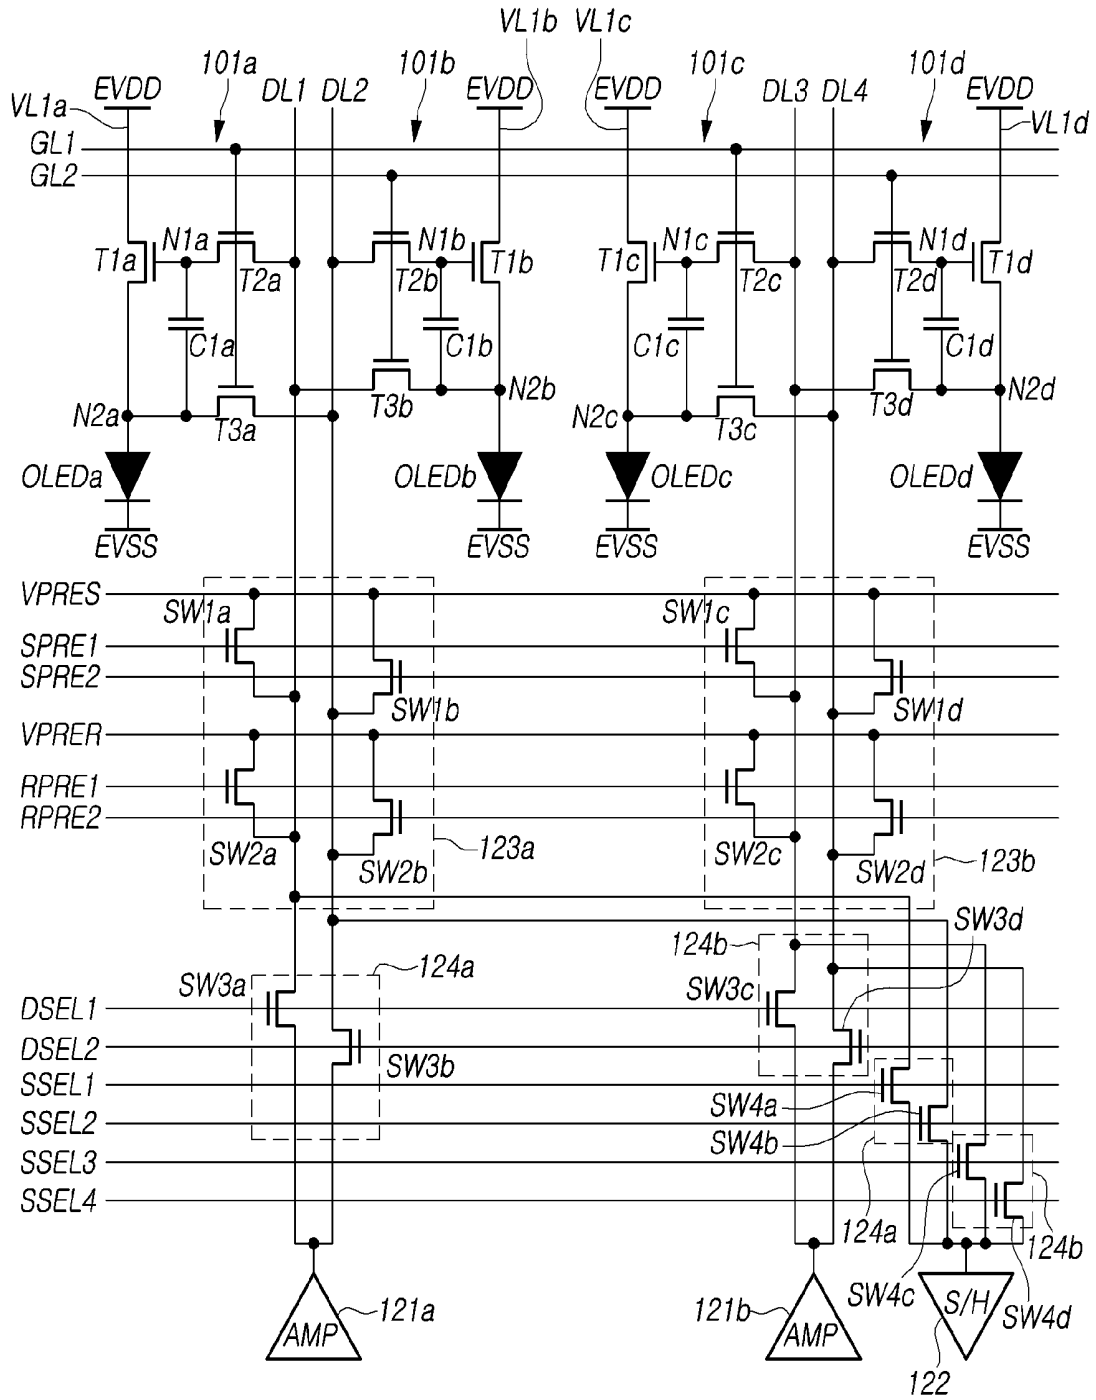 VL1b VL1c
101a 101b 101c 101d
EVDD DL1 DL2 EVDD EVDD DL3 DL4 EVDD
VL1a VL1d
GL1
GL2
N1a N1b N1c N1d
T1a T2a T2b T1b T1c T2c T2d T1d
C1a C1b C1c C1d
N2a T3a T3b N2b N2c T3c T3d N2d
OLEDa OLEDb OLEDc OLEDd
EVSS EVSS EVSS EVSS
VPRES
SW1a SW1c
SPRE1
SPRE2
SW1b SW1d
VPRER
RPRE1
RPRE2
SW2a SW2b 123a SW2c SW2d 123b
SW3d
124a 124b
SW3a SW3c
DSEL1
DSEL2
SW3b
SSEL1
SW4a
SSEL2
SW4b
SSEL3
SSEL4
124a 124b
SW4c SW4d
AMP 121a 121b AMP S/H
122